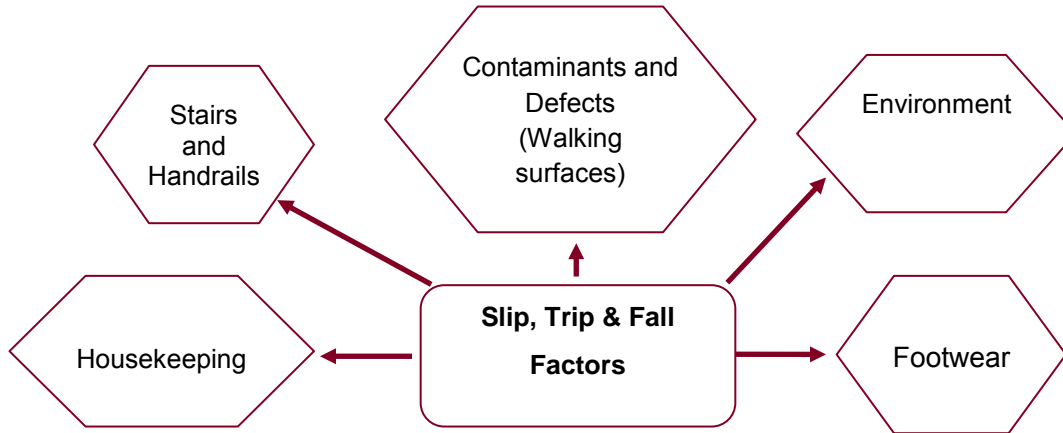 Stairs
and
Handrails
Contaminants and
Defects
(Walking
surfaces)
Environment
Housekeeping
Slip, Trip & Fall
Factors
Footwear